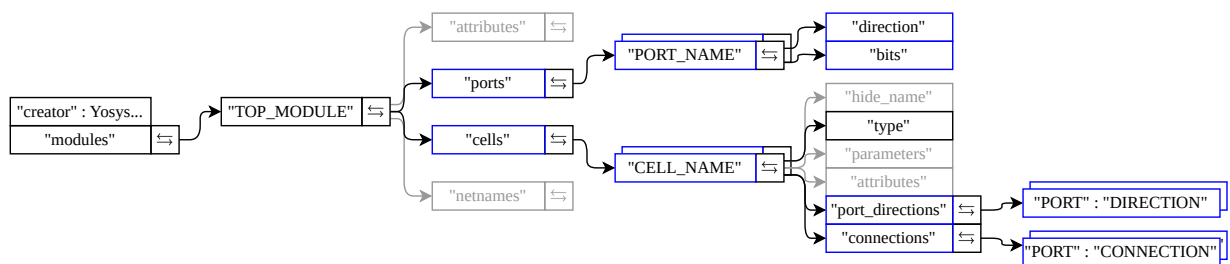 "creator" : Yosys...
"modules"
"TOP_MODULE"
"attributes"
"ports"
"cells"
"netnames"
"PORT_NAME"
"direction"
"bits"
"CELL_NAME"
"hide_name"
"type"
"parameters"
"attributes"
"port_directions"
"connections"
"PORT" : "DIRECTION"
"PORT" : "CONNECTION"